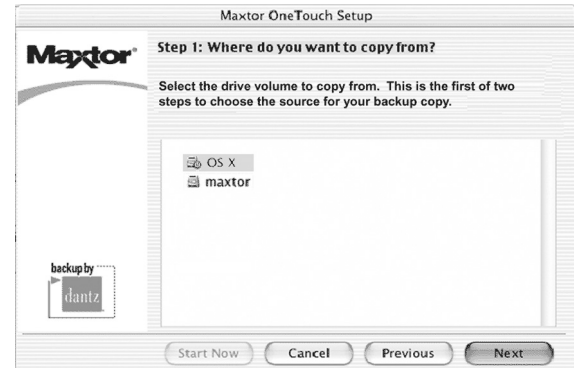 Maxtor OneTouch Setup
Maxtor
Step 1: Where do you want to copy from?
Select the drive volume to copy from. This is the first of two
steps to choose the source for your backup copy.
OS X
maxtor
backup by
dantz
Start Now
Cancel
Previous
Next